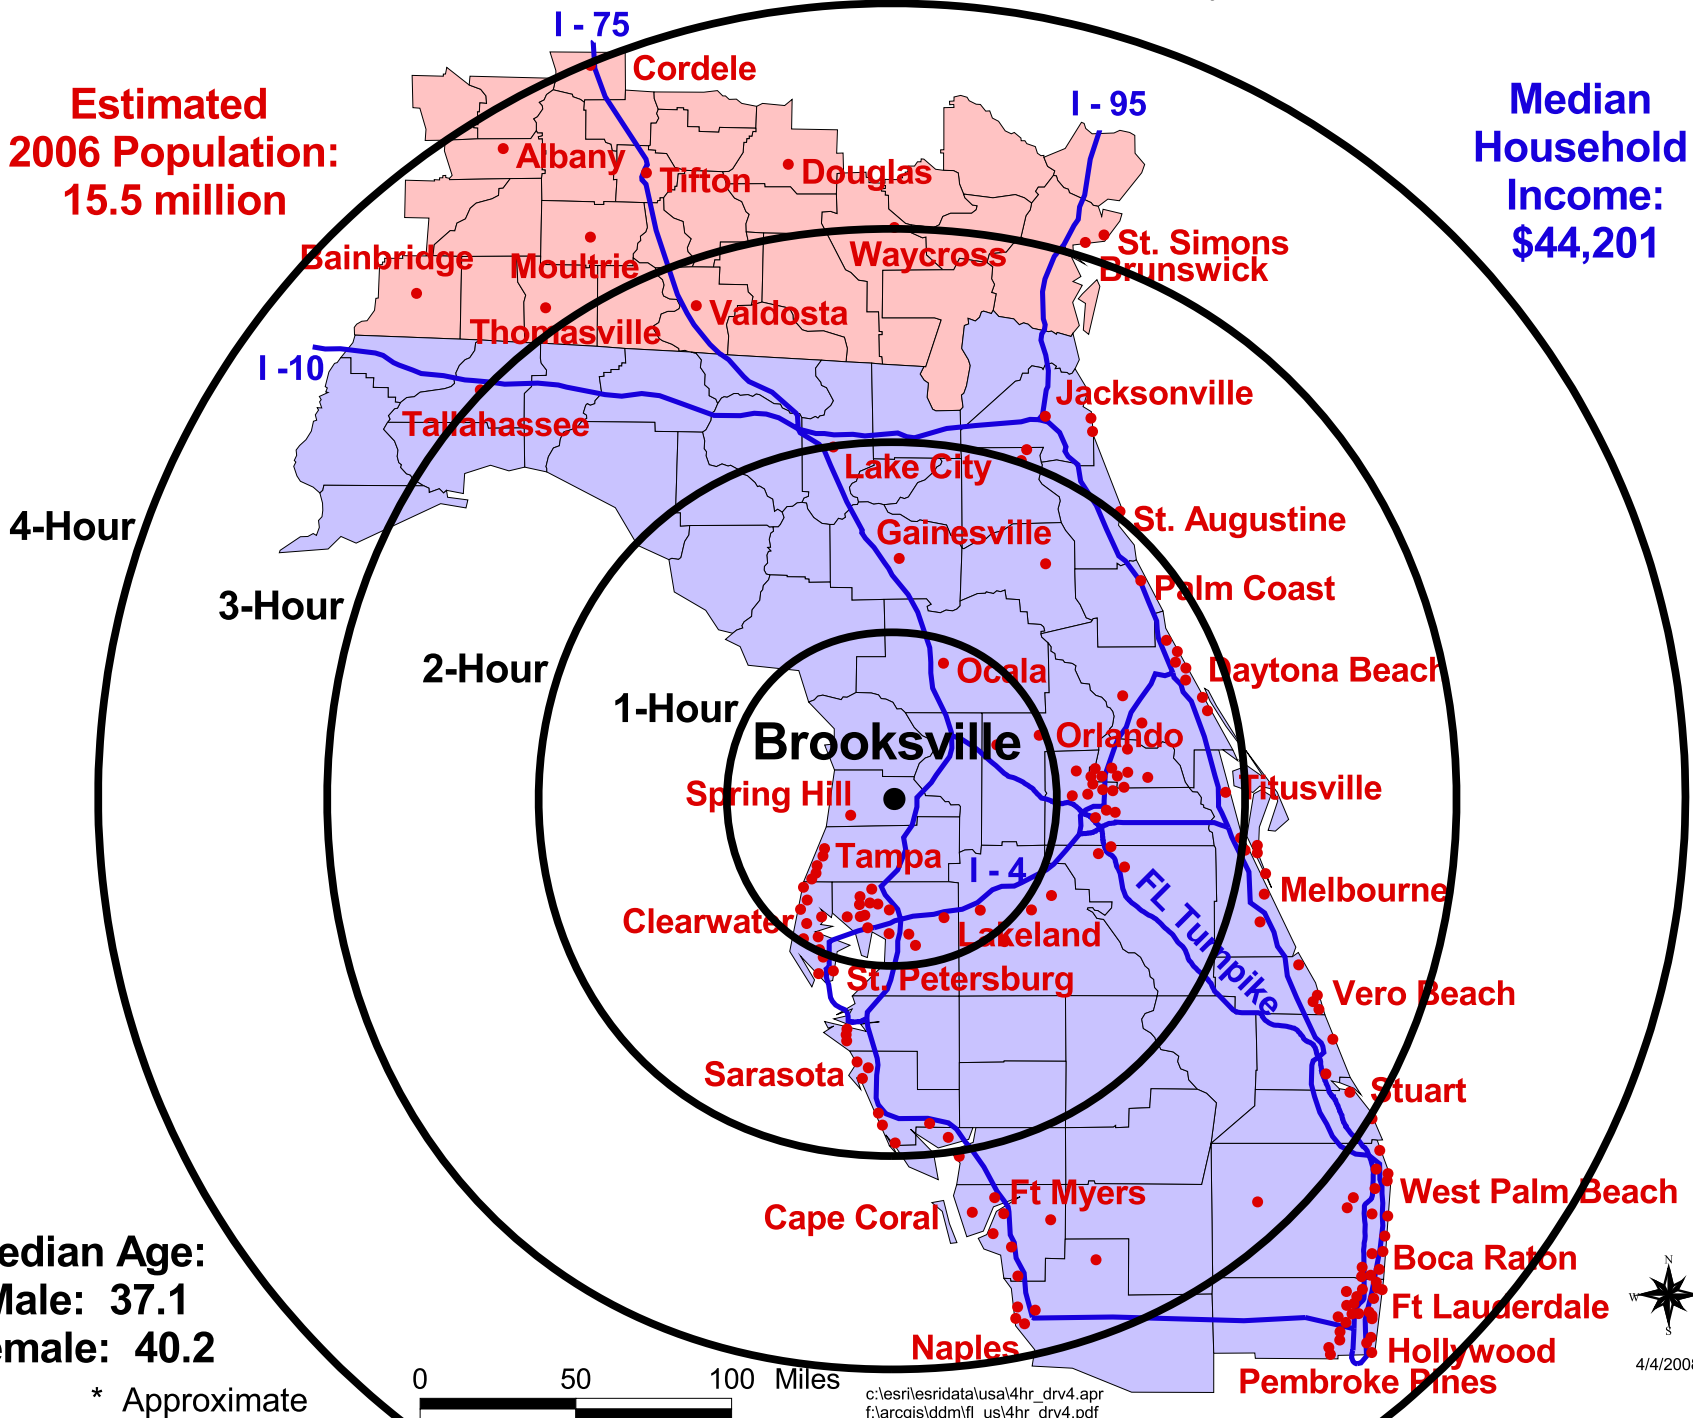 I - 75
Cordele
Estimated
2006 Population:
15.5 million
I - 95
Median
Household
Income:
$44,201
Albany
Tifton
Douglas
Bainbridge
Moultrie
Waycross
St. Simons
Brunswick
Thomasville
Valdosta
I -10
Tallahassee
Jacksonville
Lake City
4-Hour
St. Augustine
Gainesville
3-Hour
Palm Coast
2-Hour
Ocala
Daytona Beach
1-Hour
Brooksville
Orlando
Spring Hill
Titusville
Tampa
I - 4
FL Turnpike
Melbourne
Clearwater
Lakeland
St. Petersburg
Vero Beach
Sarasota
Stuart
Ft Myers
West Palm Beach
Cape Coral
edian Age:
Male: 37.1
emale: 40.2
Boca Raton
Ft Lauderdale
Naples
Hollywood
Pembroke Pines
* Approximate
0 50 100 Miles
c:\esri\esridata\usa\4hr_drv4.apr
f:\arcgis\ddm\fl_us\4hr_drv4.pdf
N
W
S
4/4/2008